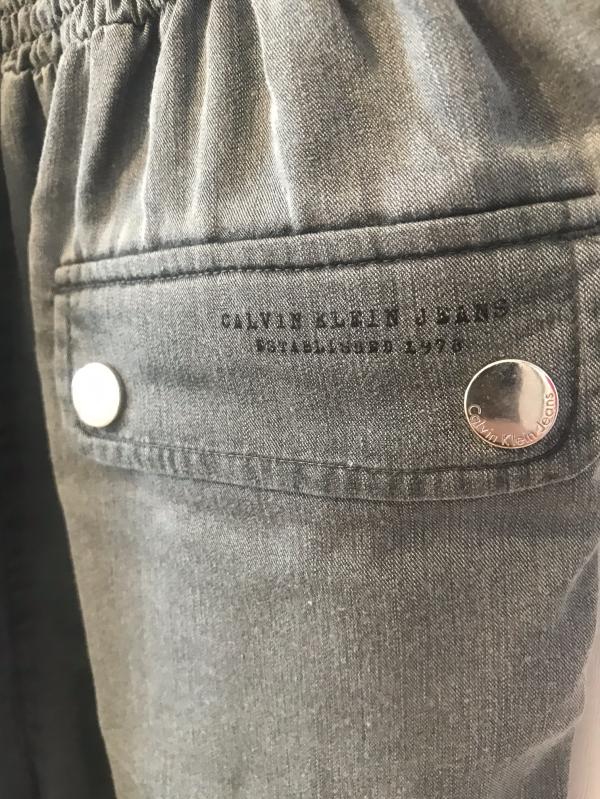 CALVIN KLEIN JEANS
ESTABLISHED 1978
Calvin Klein Jeans